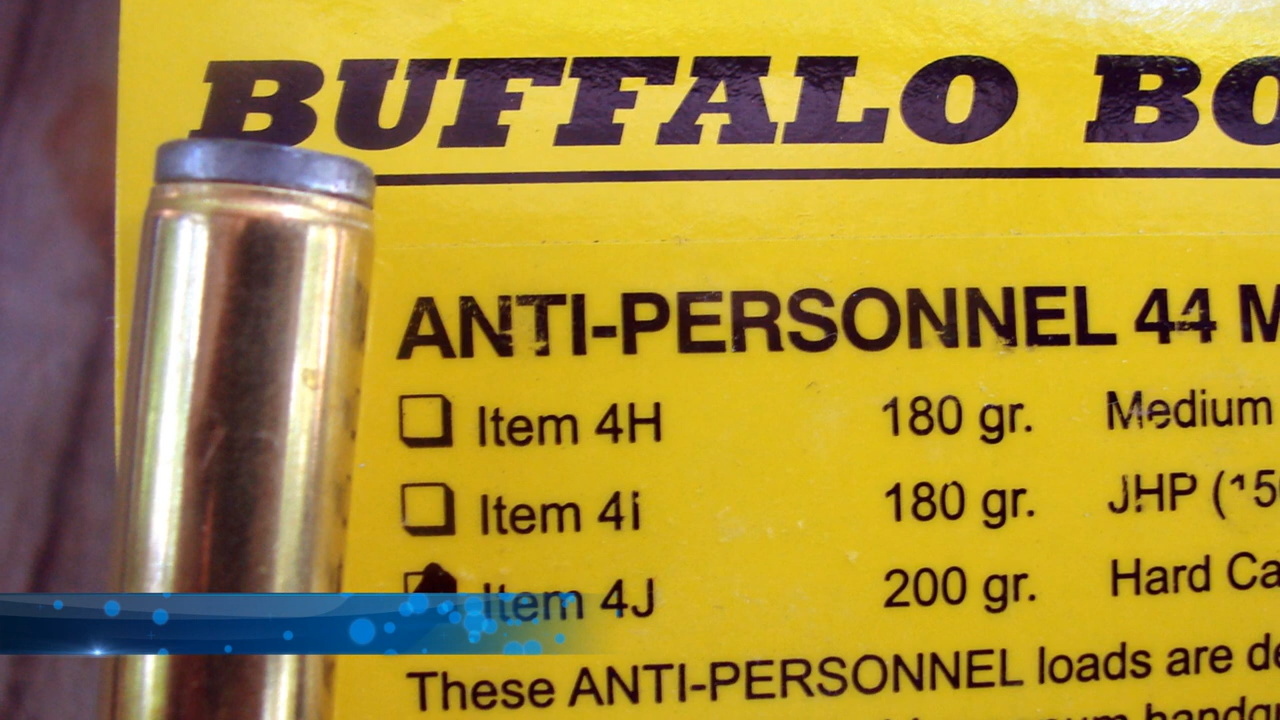 BUFFALO BO
ANTI-PERSONNEL 44 M
Item 4H 180 gr. Medium
Item 4i 180 gr. JHP (150
Item 4J 200 gr. Hard Ca
These ANTI-PERSONNEL loads are de